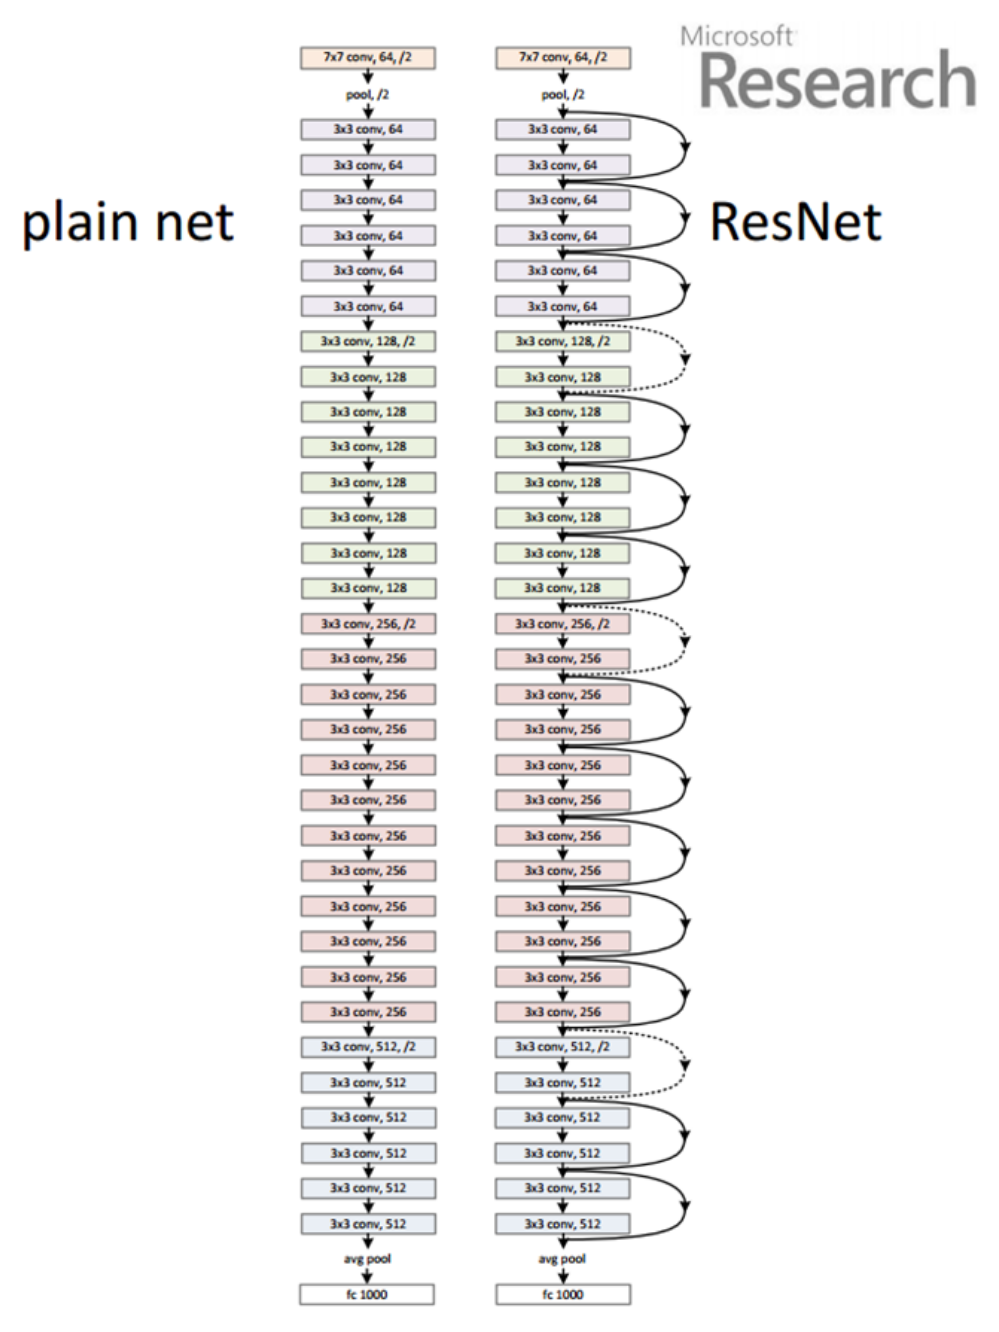 Microsoft
Research
plain net
ResNet
7x7 conv, 64, /2
pool, /2
3x3 conv, 64
3x3 conv, 64
3x3 conv, 64
3x3 conv, 64
3x3 conv, 64
3x3 conv, 64
3x3 conv, 128, /2
3x3 conv, 128
3x3 conv, 128
3x3 conv, 128
3x3 conv, 128
3x3 conv, 128
3x3 conv, 128
3x3 conv, 128
3x3 conv, 256, /2
3x3 conv, 256
3x3 conv, 256
3x3 conv, 256
3x3 conv, 256
3x3 conv, 256
3x3 conv, 256
3x3 conv, 256
3x3 conv, 256
3x3 conv, 256
3x3 conv, 256
3x3 conv, 256
3x3 conv, 512, /2
3x3 conv, 512
3x3 conv, 512
3x3 conv, 512
3x3 conv, 512
3x3 conv, 512
avg pool
fc 1000
7x7 conv, 64, /2
pool, /2
3x3 conv, 64
3x3 conv, 64
3x3 conv, 64
3x3 conv, 64
3x3 conv, 64
3x3 conv, 64
3x3 conv, 128, /2
3x3 conv, 128
3x3 conv, 128
3x3 conv, 128
3x3 conv, 128
3x3 conv, 128
3x3 conv, 128
3x3 conv, 128
3x3 conv, 256, /2
3x3 conv, 256
3x3 conv, 256
3x3 conv, 256
3x3 conv, 256
3x3 conv, 256
3x3 conv, 256
3x3 conv, 256
3x3 conv, 256
3x3 conv, 256
3x3 conv, 256
3x3 conv, 256
3x3 conv, 512, /2
3x3 conv, 512
3x3 conv, 512
3x3 conv, 512
3x3 conv, 512
3x3 conv, 512
avg pool
fc 1000